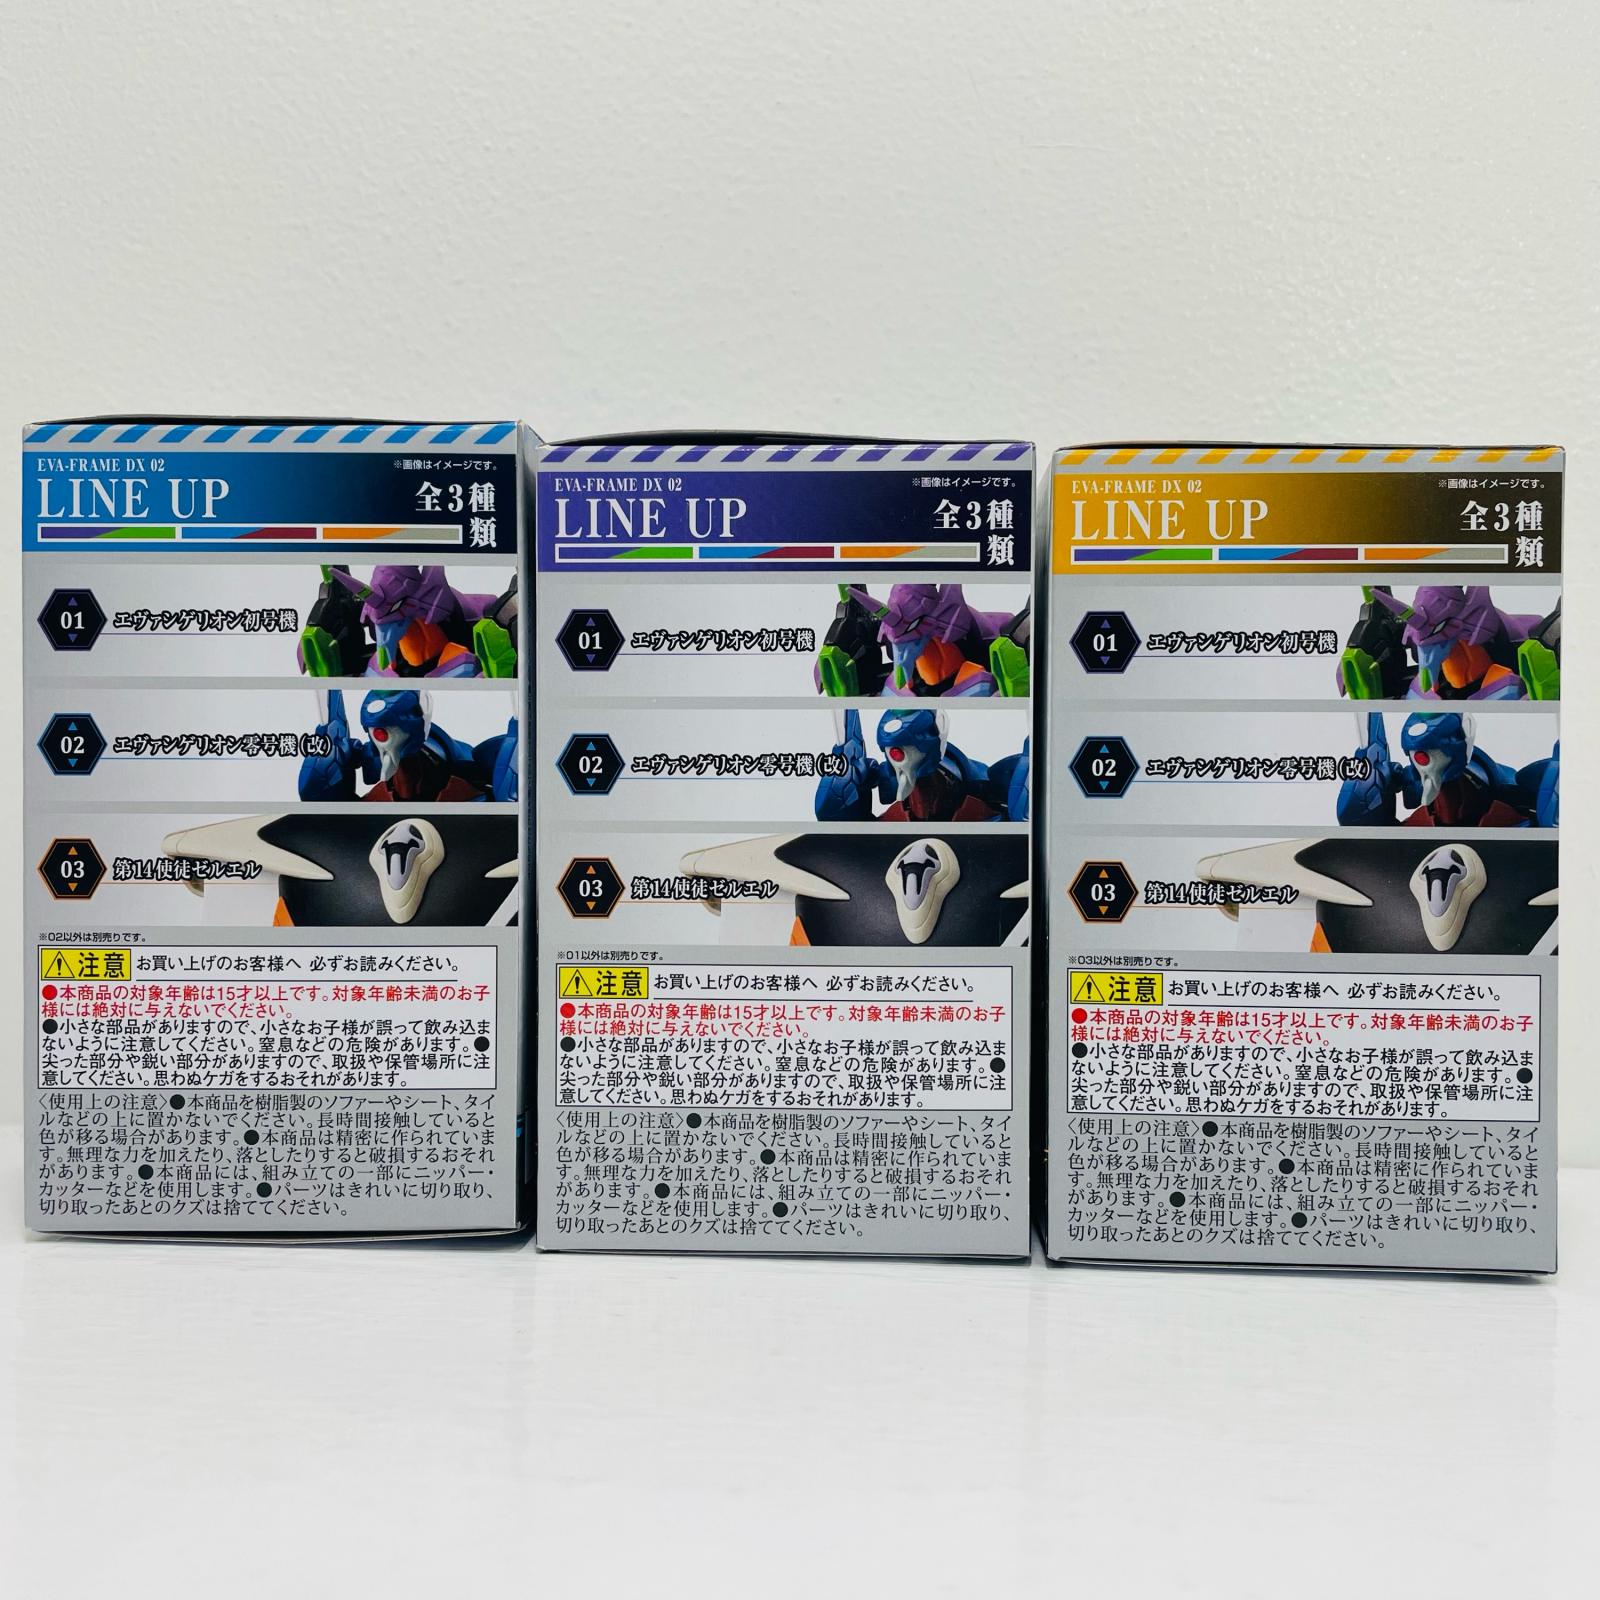 EVA-FRAME DX 02
※画像はイメージです。
LINE UP
全3種類
01
エヴァンゲリオン初号機
02
エヴァンゲリオン零号機(改)
03
第14使徒ゼルエル
※02以外は別売りです。
注意 お買い上げのお客様へ 必ずお読みください。
●本商品の対象年齢は15才以上です。対象年齢未満のお子
様には絶対に与えないでください。
●小さな部品がありますので、小さなお子様が誤って飲み込ま
ないように注意してください。窒息などの危険があります。●
尖った部分や鋭い部分がありますので、取扱や保管場所に注
意してください。思わぬケガをするおそれがあります。
〈使用上の注意〉●本商品を樹脂製のソファーやシート、タイ
ルなどの上に置かないでください。長時間接触していると
色が移る場合があります。●本商品は精密に作られていま
す。無理な力を加えたり、落としたりすると破損するおそれ
があります。●本商品には、組み立ての一部にニッパー・
カッターなどを使用します。●パーツはきれいに切り取り、
切り取ったあとのクズは捨ててください。
EVA-FRAME DX 02
※画像はイメージです。
LINE UP
全3種類
01
エヴァンゲリオン初号機
02
エヴァンゲリオン零号機(改)
03
第14使徒ゼルエル
※01以外は別売りです。
注意 お買い上げのお客様へ 必ずお読みください。
●本商品の対象年齢は15才以上です。対象年齢未満のお子
様には絶対に与えないでください。
●小さな部品がありますので、小さなお子様が誤って飲み込ま
ないように注意してください。窒息などの危険があります。●
尖った部分や鋭い部分がありますので、取扱や保管場所に注
意してください。思わぬケガをするおそれがあります。
〈使用上の注意〉●本商品を樹脂製のソファーやシート、タイ
ルなどの上に置かないでください。長時間接触していると
色が移る場合があります。●本商品は精密に作られていま
す。無理な力を加えたり、落としたりすると破損するおそれ
があります。●本商品には、組み立ての一部にニッパー・
カッターなどを使用します。●パーツはきれいに切り取り、
切り取ったあとのクズは捨ててください。
EVA-FRAME DX 02
※画像はイメージです。
LINE UP
全3種類
01
エヴァンゲリオン初号機
02
エヴァンゲリオン零号機(改)
03
第14使徒ゼルエル
※03以外は別売りです。
注意 お買い上げのお客様へ 必ずお読みください。
●本商品の対象年齢は15才以上です。対象年齢未満のお子
様には絶対に与えないでください。
●小さな部品がありますので、小さなお子様が誤って飲み込ま
ないように注意してください。窒息などの危険があります。●
尖った部分や鋭い部分がありますので、取扱や保管場所に注
意してください。思わぬケガをするおそれがあります。
〈使用上の注意〉●本商品を樹脂製のソファーやシート、タイ
ルなどの上に置かないでください。長時間接触していると
色が移る場合があります。●本商品は精密に作られていま
す。無理な力を加えたり、落としたりすると破損するおそれ
があります。●本商品には、組み立ての一部にニッパー・
カッターなどを使用します。●パーツはきれいに切り取り、
切り取ったあとのクズは捨ててください。